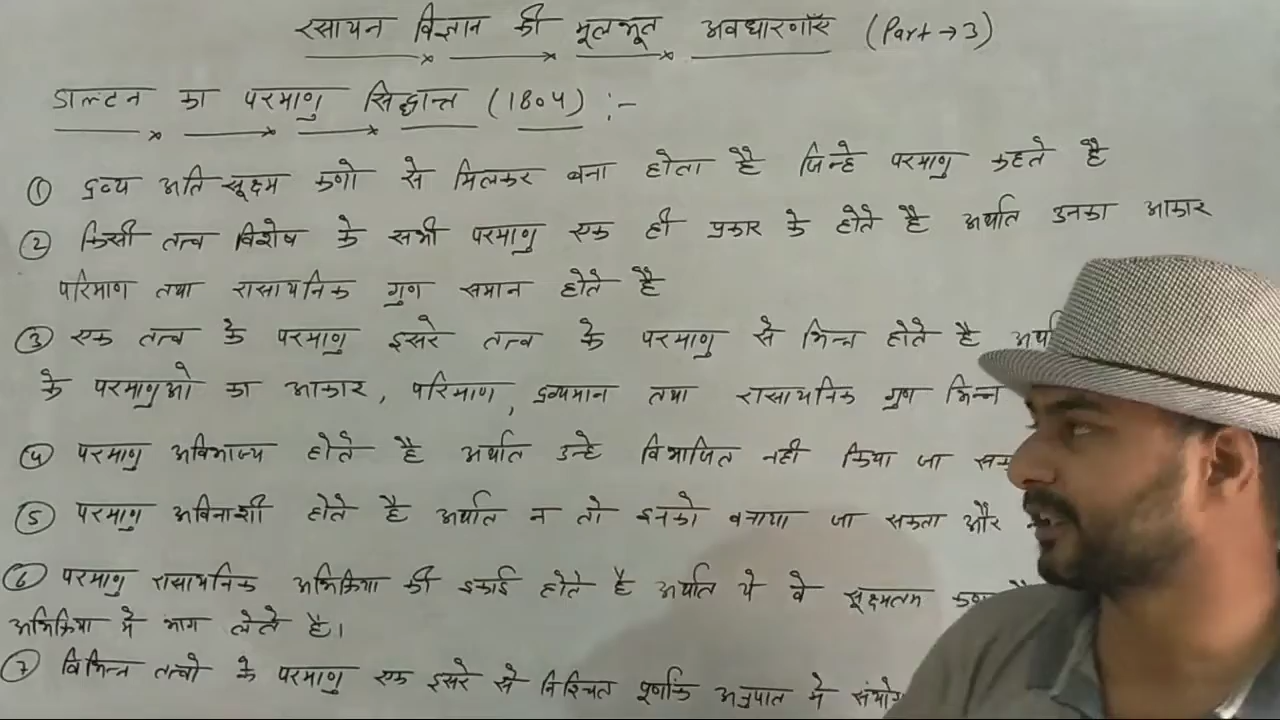 रसायन विज्ञान की मूलभूत अवधारणाॅए (Part → 3)
डाल्टन का परमाणु सिद्धान्त (1804) :-
① द्रव्य अति सूक्ष्म कणो से मिलकर बना होता है जिन्हे परमाणु कहते है
② किसी तत्व विशेष के सभी परमाणु एक ही प्रकार के होते है अर्थात उनका आकार
परिमाण तथा रासायनिक गुण समान होते है
③ एक तत्व के परमाणु दूसरे तत्व के परमाणु से भिन्न होते है
के परमाणुओ का आकार, परिमाण, द्रव्यमान तथा रासायनिक गुण भिन्न
④ परमाणु अविभाज्य होते है अर्थात उन्हे विभाजित नही किया जा
⑤ परमाणु अविनाशी होते है अर्थात न तो इनको बनाया जा सकता और
⑥ परमाणु रासायनिक अभिक्रिया की इकाई होते है अर्थात ये वे सूक्ष्मतम
अभिक्रिया मे भाग लेते है।
⑦ विभिन्न तत्वो के परमाणु एक दूसरे से निश्चित पूर्णांक अनुपात मे